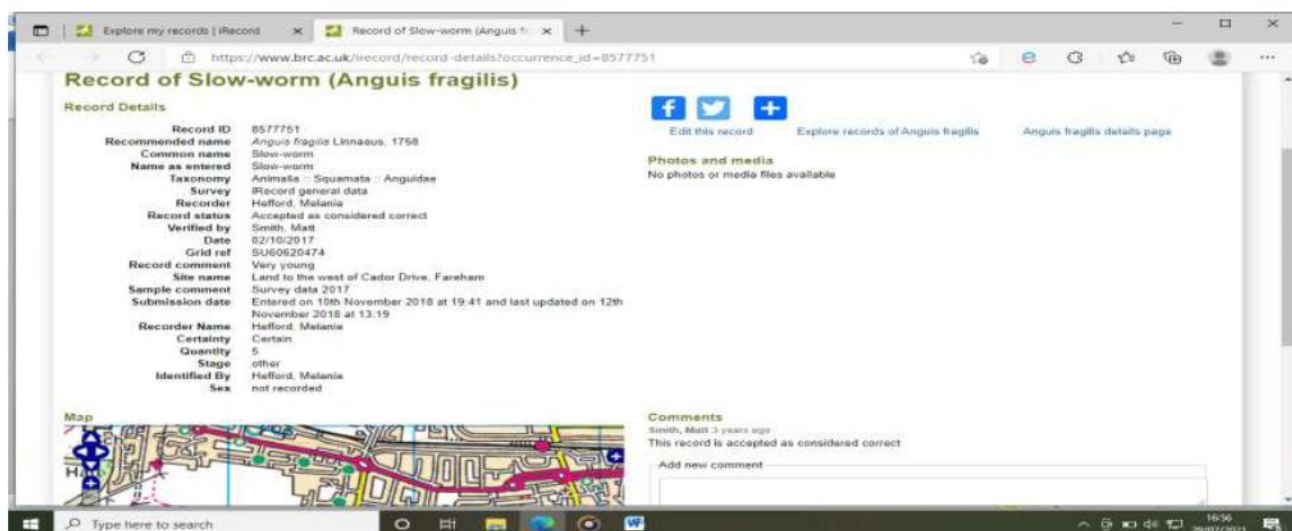 Explore my records | iRecord
Record of Slow-worm (Anguis fr
https://www.brc.ac.uk/irecord/record-details?occurrence_id=8577751
Record of Slow-worm (Anguis fragilis)
Record Details
Record ID 8577751
Recommended name Anguis fragilis Linnaeus, 1758
Common name Slow-worm
Name as entered Slow-worm
Taxonomy Animalia :: Squamata :: Anguidae
Survey iRecord general data
Recorder Hefford, Melanie
Record status Accepted as considered correct
Verified by Smith, Matt
Date 02/10/2017
Grid ref SU60620474
Record comment Very young
Site name Land to the west of Cador Drive, Fareham
Sample comment Survey data 2017
Submission date Entered on 10th November 2018 at 19:41 and last updated on 12th
November 2018 at 13:19
Recorder Name Hefford, Melanie
Certainty Certain
Quantity 5
Stage other
Identified By Hefford, Melanie
Sex not recorded
Edit this record Explore records of Anguis fragilis Anguis fragilis details page
Photos and media
No photos or media files available
Map
Comments
Smith, Matt 3 years ago
This record is accepted as considered correct
Add new comment
Type here to search
16:56
29/07/2021